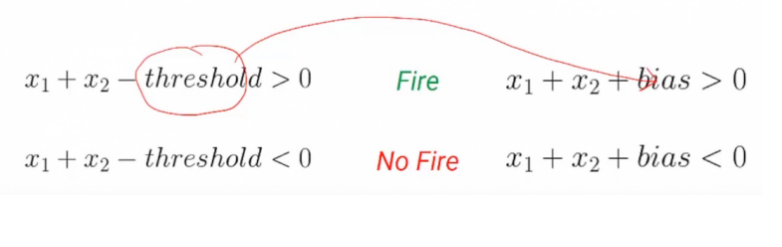 x₁ + x₂ − threshold > 0 Fire x₁ + x₂ + bias > 0
x₁ + x₂ − threshold < 0 No Fire x₁ + x₂ + bias < 0